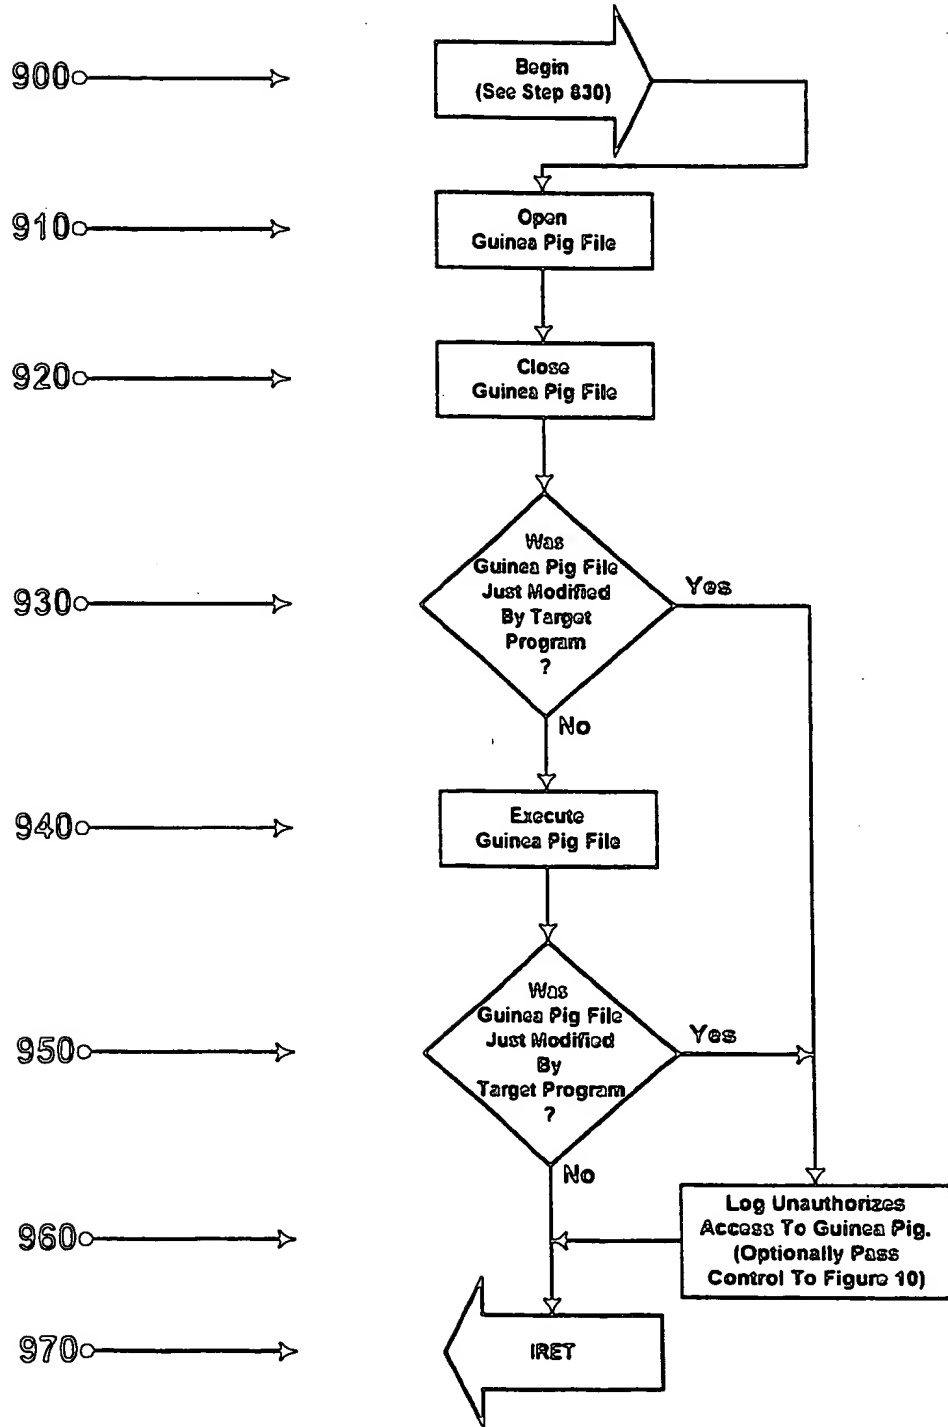 900
Begin
(See Step 830)
910
Open
Guinea Pig File
920
Close
Guinea Pig File
930
Was
Guinea Pig File
Just Modified
By Target
Program
?
Yes
No
940
Execute
Guinea Pig File
950
Was
Guinea Pig File
Just Modified
By
Target Program
?
Yes
No
960
Log Unauthorizes
Access To Guinea Pig.
(Optionally Pass
Control To Figure 10)
970
IRET